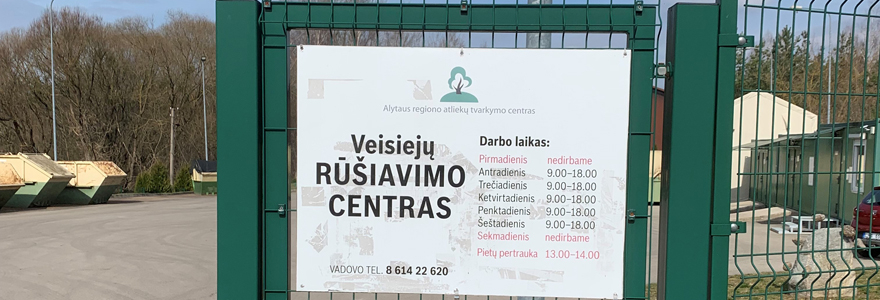 Alytaus regiono atliekų tvarkymo centras
Veisiejų
RŪŠIAVIMO
CENTRAS
VADOVO TEL. 8 614 22 620
Darbo laikas:
Pirmadienis nedirbame
Antradienis 9.00–18.00
Trečiadienis 9.00–18.00
Ketvirtadienis 9.00–18.00
Penktadienis 9.00–18.00
Šeštadienis 9.00–18.00
Sekmadienis nedirbame
Pietų pertrauka 13.00–14.00